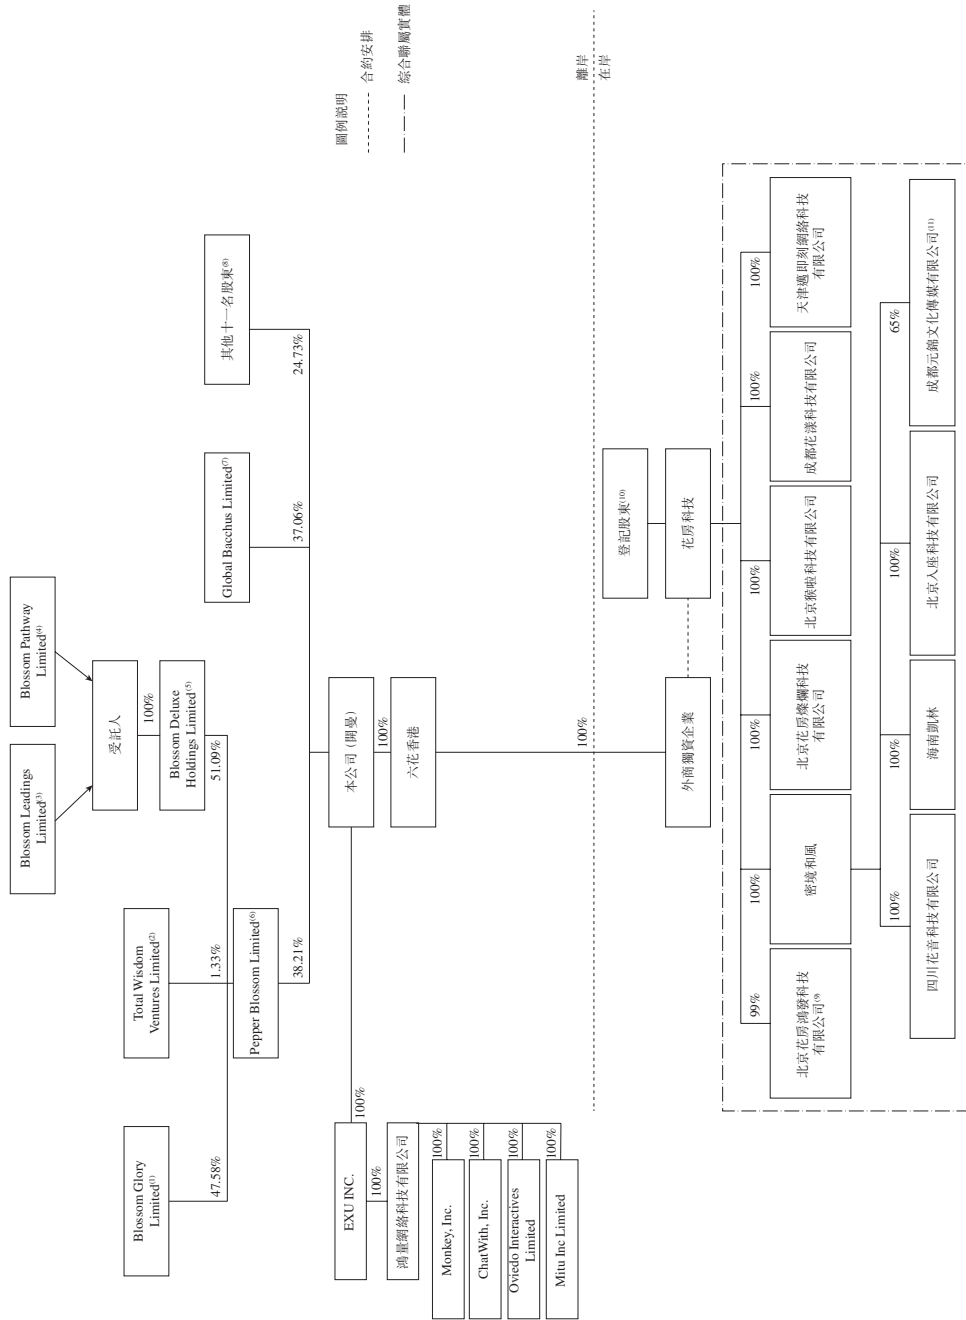 Blossom Leadings
Limited(3)
Blossom Pathway
Limited(4)
受託人
100%
Blossom Glory
Limited(1)
Total Wisdom
Ventures Limited(2)
Blossom Deluxe
Holdings Limited(5)
47.58%
1.33%
51.09%
Pepper Blossom Limited(6)
Global Bacchus Limited(7)
其他十一名股東(8)
38.21%
37.06%
24.73%
圖例說明
合約安排
綜合聯屬實體
EXU INC.
100%
本公司 (開曼)
100%
100%
鴻量網絡科技有限公司
六花香港
100%
Monkey, Inc.
100%
ChatWith, Inc.
100%
Oviedo Interactives
Limited
100%
Mitu Inc Limited
100%
離岸
在岸
登記股東(10)
外商獨資企業
花房科技
99%
100%
100%
100%
100%
100%
北京花房鴻發科技
有限公司(9)
密境和風
北京花房燦爛科技
有限公司
北京猴啦科技有限公司
成都花漾科技有限公司
天津邁即刻網絡科技
有限公司
100%
100%
100%
65%
四川花音科技有限公司
海南凱林
北京入座科技有限公司
成都元錦文化傳媒有限公司(11)